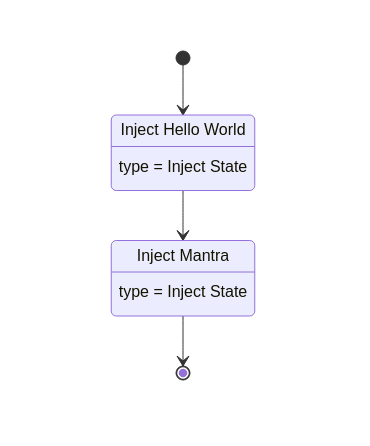 Inject Hello World
type = Inject State
Inject Mantra
type = Inject State